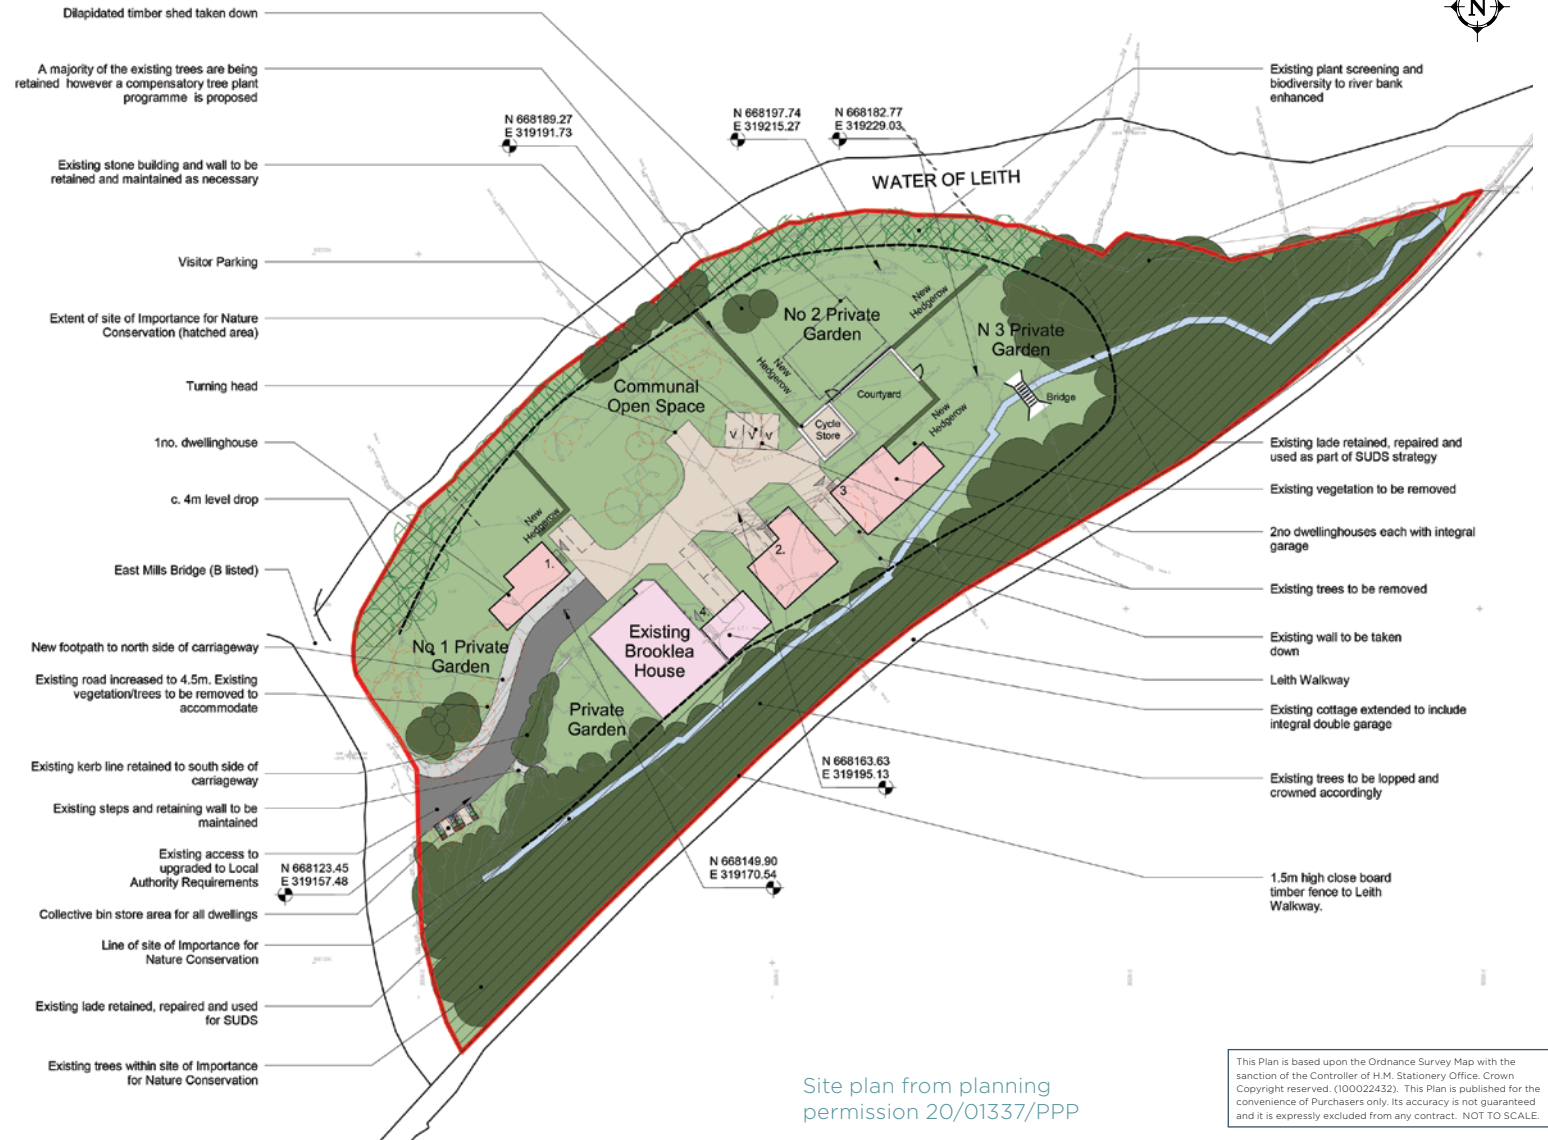 Dilapidated timber shed taken down
A majority of the existing trees are being
retained however a compensatory tree plant
programme is proposed
Existing stone building and wall to be
retained and maintained as necessary
Visitor Parking
Extent of site of Importance for Nature
Conservation (hatched area)
Turning head
1no. dwellinghouse
c. 4m level drop
East Mills Bridge (B listed)
New footpath to north side of carriageway
Existing road increased to 4.5m. Existing
vegetation/trees to be removed to
accommodate
Existing kerb line retained to south side of
carriageway
Existing steps and retaining wall to be
maintained
Existing access to
upgraded to Local
Authority Requirements
Collective bin store area for all dwellings
Line of site of Importance for
Nature Conservation
Existing lade retained, repaired and used
for SUDS
Existing trees within site of Importance
for Nature Conservation
N 668189.27
E 319191.73
N 668197.74
E 319215.27
N 668182.77
E 319229.03
WATER OF LEITH
N
No 2 Private
Garden
New
Hedgerow
N 3 Private
Garden
New
Hedgerow
Communal
Open Space
Courtyard
Cycle
Store
New
Hedgerow
Bridge
V V V
3
New
Hedgerow
1.
2.
4.
Existing
Brooklea
House
No 1 Private
Garden
Private
Garden
N 668163.63
E 319195.13
N 668149.90
E 319170.54
N 668123.45
E 319157.48
Existing plant screening and
biodiversity to river bank
enhanced
Existing lade retained, repaired and
used as part of SUDS strategy
Existing vegetation to be removed
2no dwellinghouses each with integral
garage
Existing trees to be removed
Existing wall to be taken
down
Leith Walkway
Existing cottage extended to include
integral double garage
Existing trees to be lopped and
crowned accordingly
1.5m high close board
timber fence to Leith
Walkway.
Site plan from planning
permission 20/01337/PPP
This Plan is based upon the Ordnance Survey Map with the
sanction of the Controller of H.M. Stationery Office. Crown
Copyright reserved. (100022432). This Plan is published for the
convenience of Purchasers only. Its accuracy is not guaranteed
and it is expressly excluded from any contract. NOT TO SCALE.